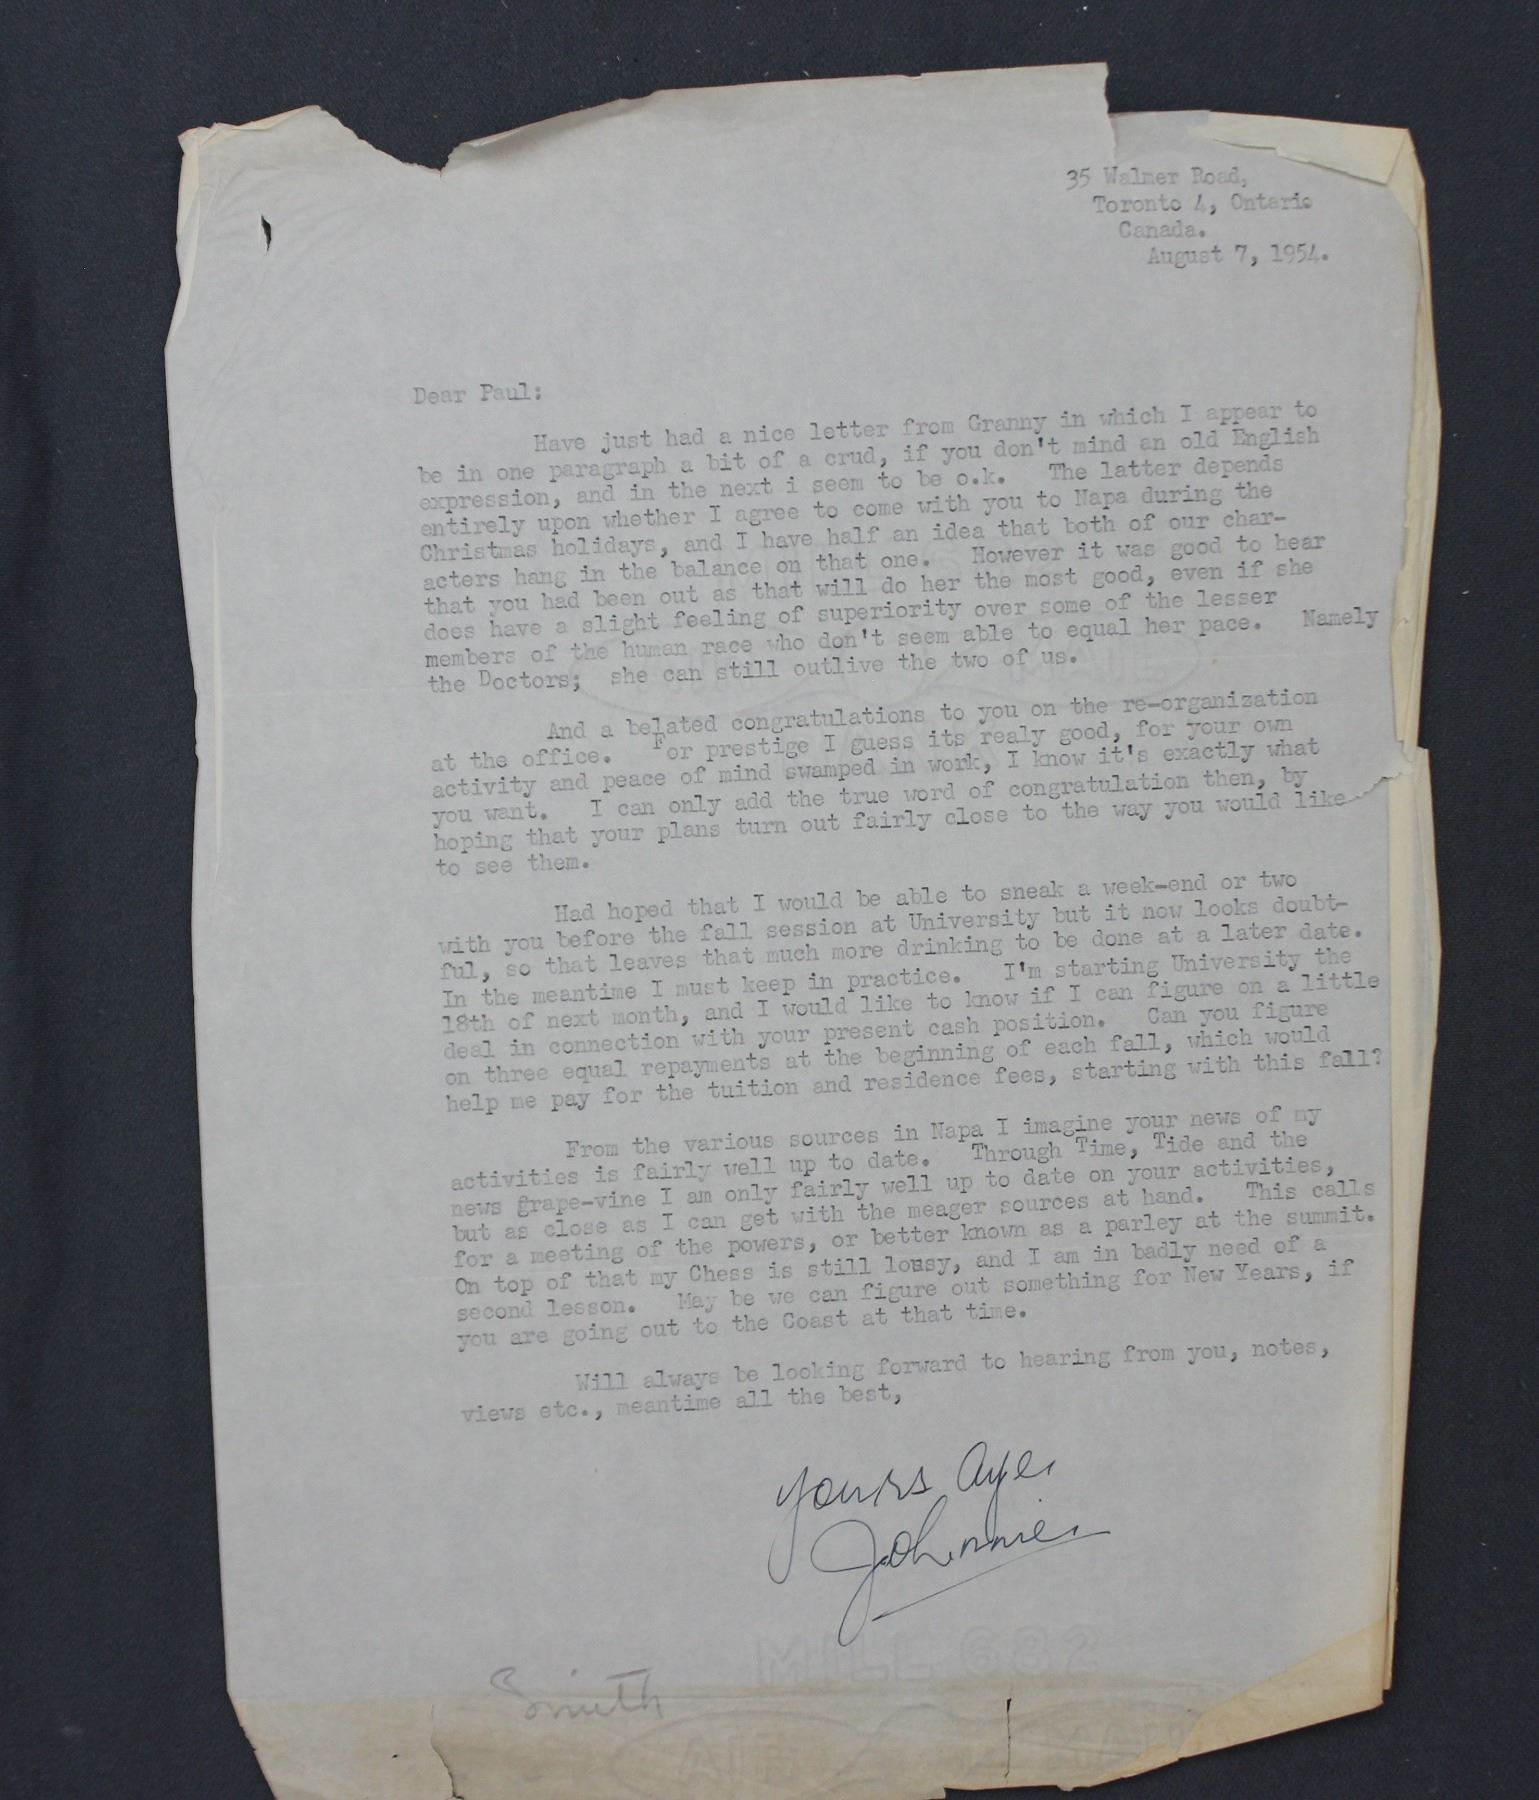 35 Walmer Road,
Toronto 4, Ontario
Canada.
August 7, 1954.
Dear Paul:
Have just had a nice letter from Granny in which I appear to
be in one paragraph a bit of a crud, if you don't mind an old English
expression, and in the next i seem to be o.k. The latter depends
entirely upon whether I agree to come with you to Napa during the
Christmas holidays, and I have half an idea that both of our char-
acters hang in the balance on that one. However it was good to hear
that you had been out as that will do her the most good, even if she
does have a slight feeling of superiority over some of the lesser
members of the human race who don't seem able to equal her pace. Namely
the Doctors; she can still outlive the two of us.
And a belated congratulations to you on the re-organization
at the office. For prestige I guess its realy good, for your own
activity and peace of mind swamped in work, I know it's exactly what
you want. I can only add the true word of congratulation then, by
hoping that your plans turn out fairly close to the way you would like
to see them.
Had hoped that I would be able to sneak a week-end or two
with you before the fall session at University but it now looks doubt-
ful, so that leaves that much more drinking to be done at a later date.
In the meantime I must keep in practice. I'm starting University the
18th of next month, and I would like to know if I can figure on a little
deal in connection with your present cash position. Can you figure
on three equal repayments at the beginning of each fall, which would
help me pay for the tuition and residence fees, starting with this fall?
From the various sources in Napa I imagine your news of my
activities is fairly well up to date. Through Time, Tide and the
news grape-vine I am only fairly well up to date on your activities,
but as close as I can get with the meager sources at hand. This calls
for a meeting of the powers, or better known as a parley at the summit.
On top of that my Chess is still lousy, and I am in badly need of a
second lesson. May be we can figure out something for New Years, if
you are going out to the Coast at that time.
Will always be looking forward to hearing from you, notes,
views etc., meantime all the best,
Yours Aye.
Johnnie.
MILL 682
Smith
AIR MAIL